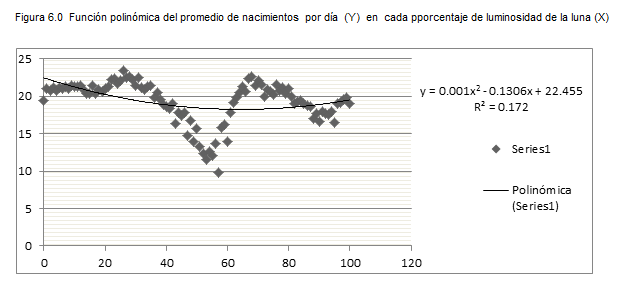 Figura 6.0 Función polinómica del promedio de nacimientos por día (Y) en cada pporcentaje de luminosidad de la luna (X)
25
20
15
10
5
0
0 20 40 60 80 100 120
y = 0.001x² - 0.1306x + 22.455
R² = 0.172
Series1
Polinómica
(Series1)